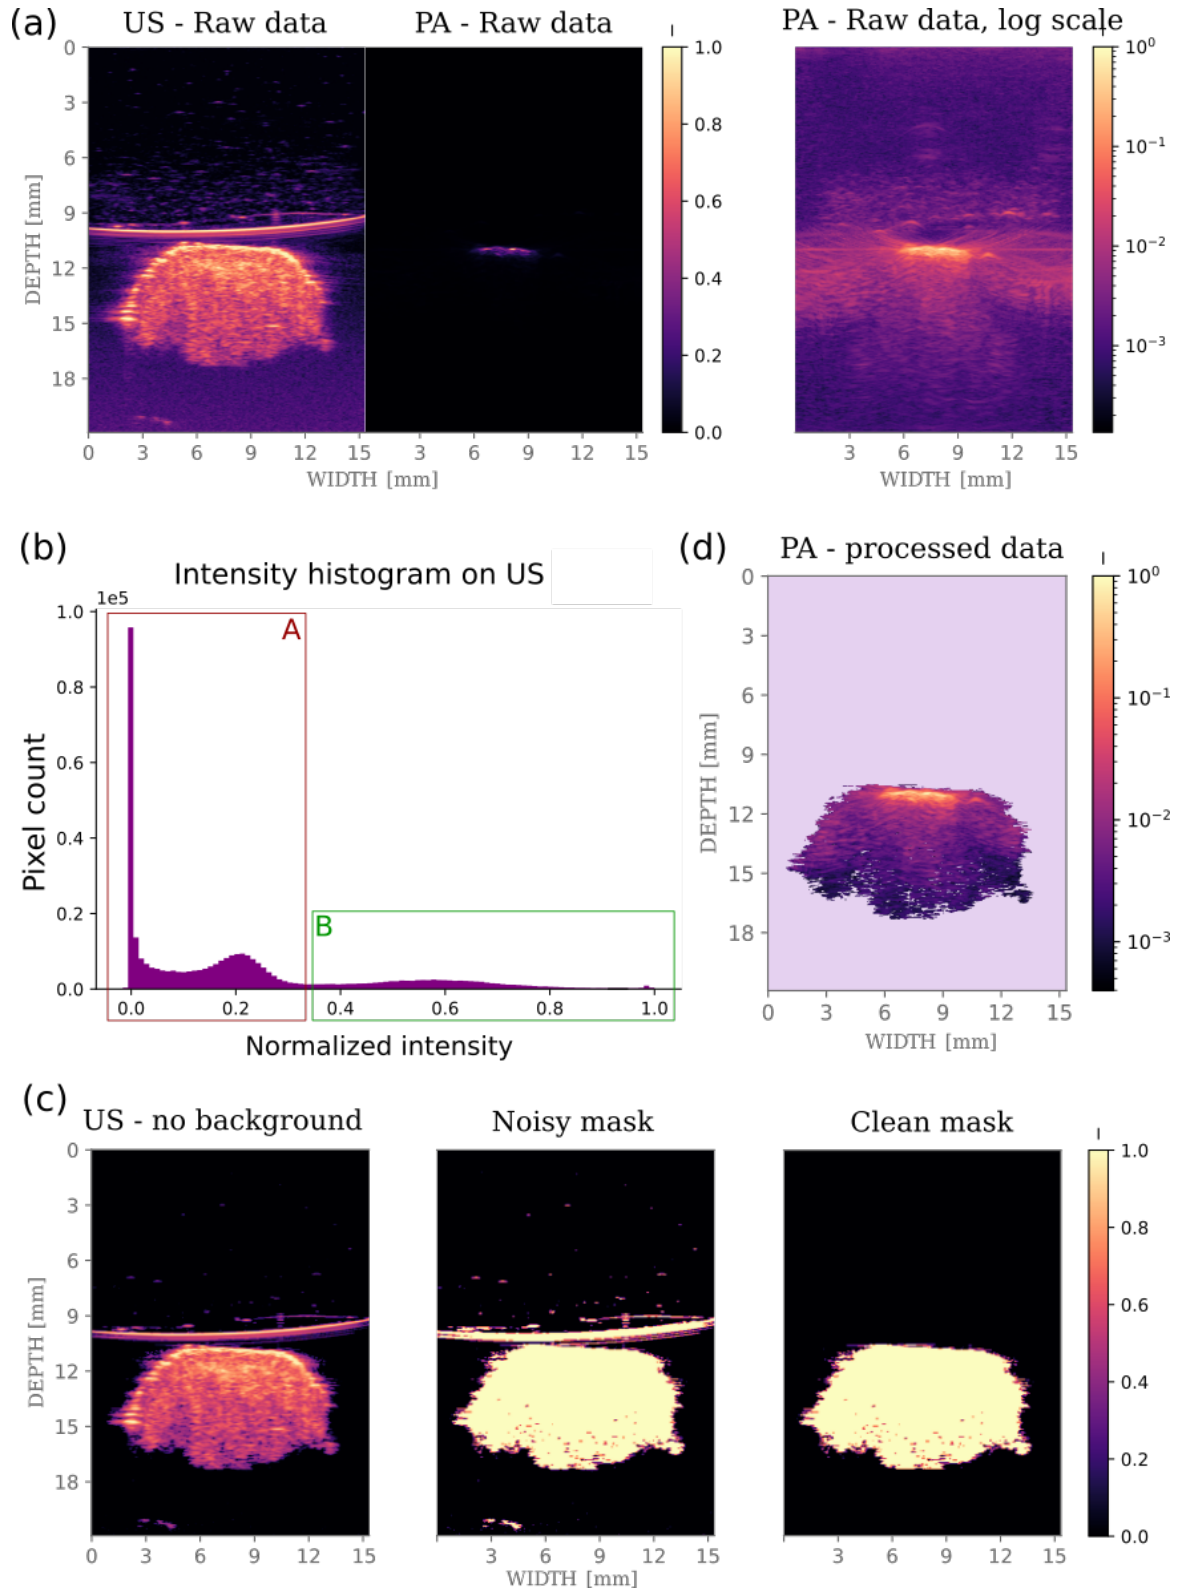 (a)
US - Raw data
PA - Raw data
PA - Raw data, log scale
I
1.0
0.8
0.6
0.4
0.2
0.0
I
10⁰
10⁻¹
10⁻²
10⁻³
0
3
6
9
12
15
18
DEPTH [mm]
0 3 6 9 12 15
3 6 9 12 15
WIDTH [mm]
3 6 9 12 15
WIDTH [mm]
(b)
Intensity histogram on US
1e5
1.0
0.8
0.6
0.4
0.2
0.0
Pixel count
A
B
0.0 0.2 0.4 0.6 0.8 1.0
Normalized intensity
(d)
PA - processed data
I
0
3
6
9
12
15
18
DEPTH [mm]
0 3 6 9 12 15
WIDTH [mm]
10⁰
10⁻¹
10⁻²
10⁻³
(c)
US - no background
Noisy mask
Clean mask
I
0
3
6
9
12
15
18
DEPTH [mm]
0 3 6 9 12 15
3 6 9 12 15
WIDTH [mm]
3 6 9 12 15
1.0
0.8
0.6
0.4
0.2
0.0